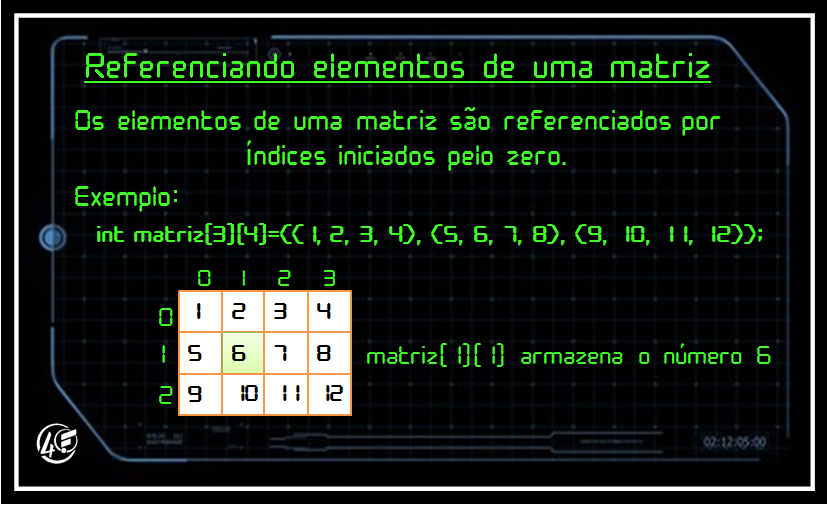 Referenciando elementos de uma matriz
Os elementos de uma matriz são referenciados por
índices iniciados pelo zero.
Exemplo:
int matriz[3][4]={{ 1, 2, 3, 4}, {5, 6, 7, 8}, {9, 10, 11, 12}};
0 1 2 3
0 1 2 3 4
1 5 6 7 8
matriz[ 1][ 1] armazena o número 6
2 9 10 11 12
4F
02:12:05:00